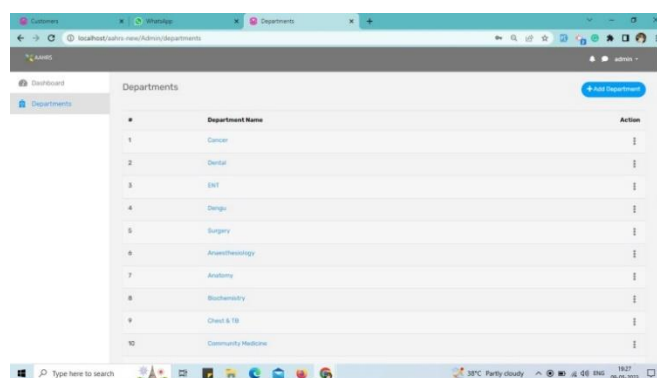 Customers
WhatsApp
Departments
localhost/aahrs-new/Admin/departments
AAHRS
admin
Dashboard
Departments
Departments
+Add Department
# Department Name Action
1 Cancer
2 Dental
3 ENT
4 Dengu
5 Surgery
6 Anaesthesiology
7 Anatomy
8 Biochemistry
9 Chest & TB
10 Community Medicine
Type here to search
38°C Partly cloudy
ENG